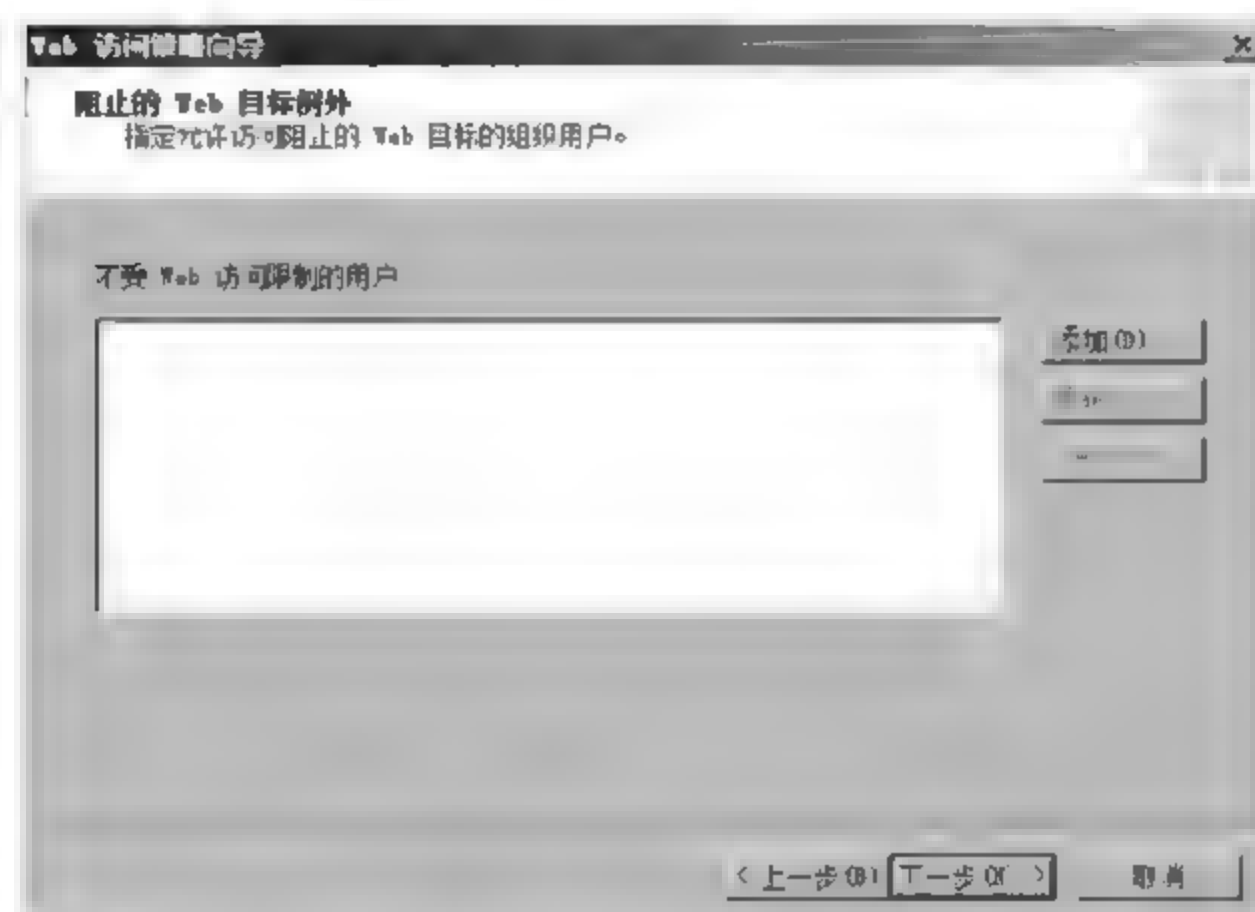 Web 访问策略向导
阻止的 Web 目标例外
指定允许访问阻止的 Web 目标的组织用户。
不受 Web 访问限制的用户
添加(D)
< 上一步(B)
下一步(N) >
取消